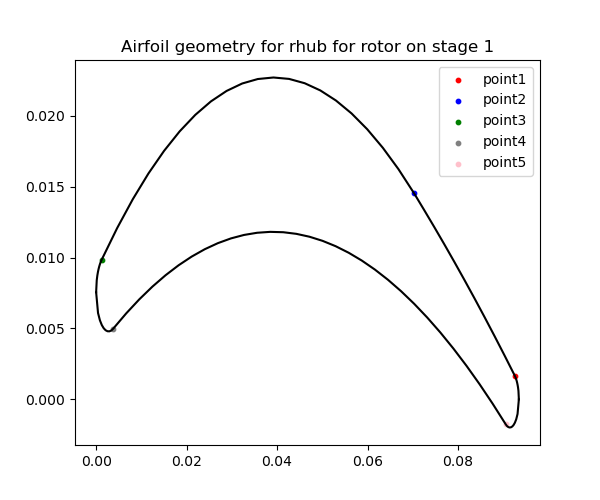 Airfoil geometry for rhub for rotor on stage 1
point1
point2
point3
point4
point5
0.020
0.015
0.010
0.005
0.000
0.00 0.02 0.04 0.06 0.08